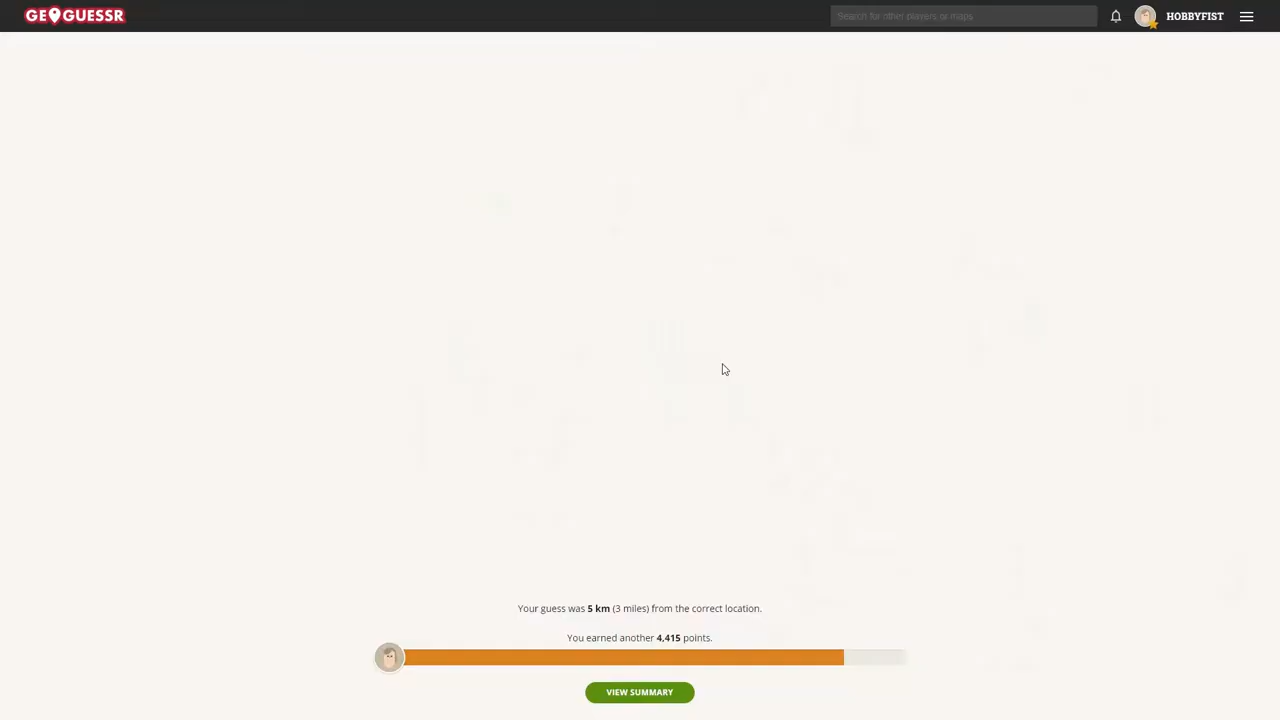 GEOGUESSR
Search for other players or maps
HOBBYFIST
Your guess was 5 km (3 miles) from the correct location.
You earned another 4,415 points.
VIEW SUMMARY